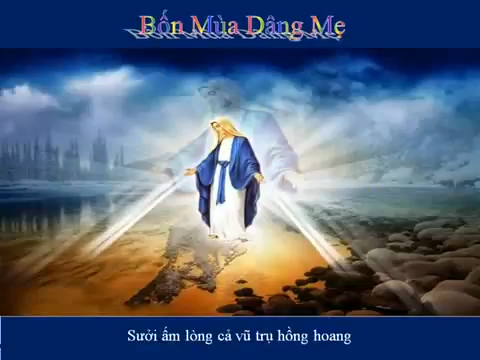 Bốn Mùa Dâng Mẹ
Sưởi ấm lòng cả vũ trụ hồng hoang